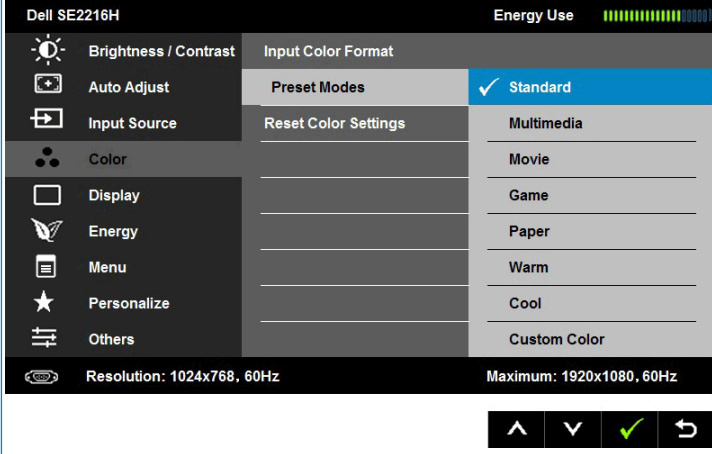 Dell SE2216H Energy Use
Brightness / Contrast Input Color Format
Auto Adjust Preset Modes Standard
Input Source Reset Color Settings Multimedia
Color Movie
Display Game
Energy Paper
Menu Warm
Personalize Cool
Others Custom Color
Resolution: 1024x768, 60Hz Maximum: 1920x1080, 60Hz